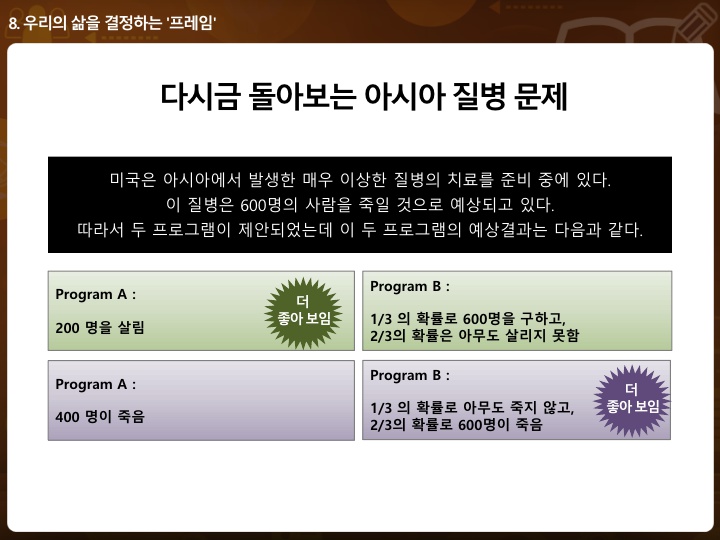 8. 우리의 삶을 결정하는 '프레임'
다시금 돌아보는 아시아 질병 문제
미국은 아시아에서 발생한 매우 이상한 질병의 치료를 준비 중에 있다.
이 질병은 600명의 사람을 죽일 것으로 예상되고 있다.
따라서 두 프로그램이 제안되었는데 이 두 프로그램의 예상결과는 다음과 같다.
Program A :
200 명을 살림
더
좋아 보임
Program B :
1/3 의 확률로 600명을 구하고,
2/3의 확률은 아무도 살리지 못함
Program A :
400 명이 죽음
Program B :
1/3 의 확률로 아무도 죽지 않고,
2/3의 확률로 600명이 죽음
더
좋아 보임